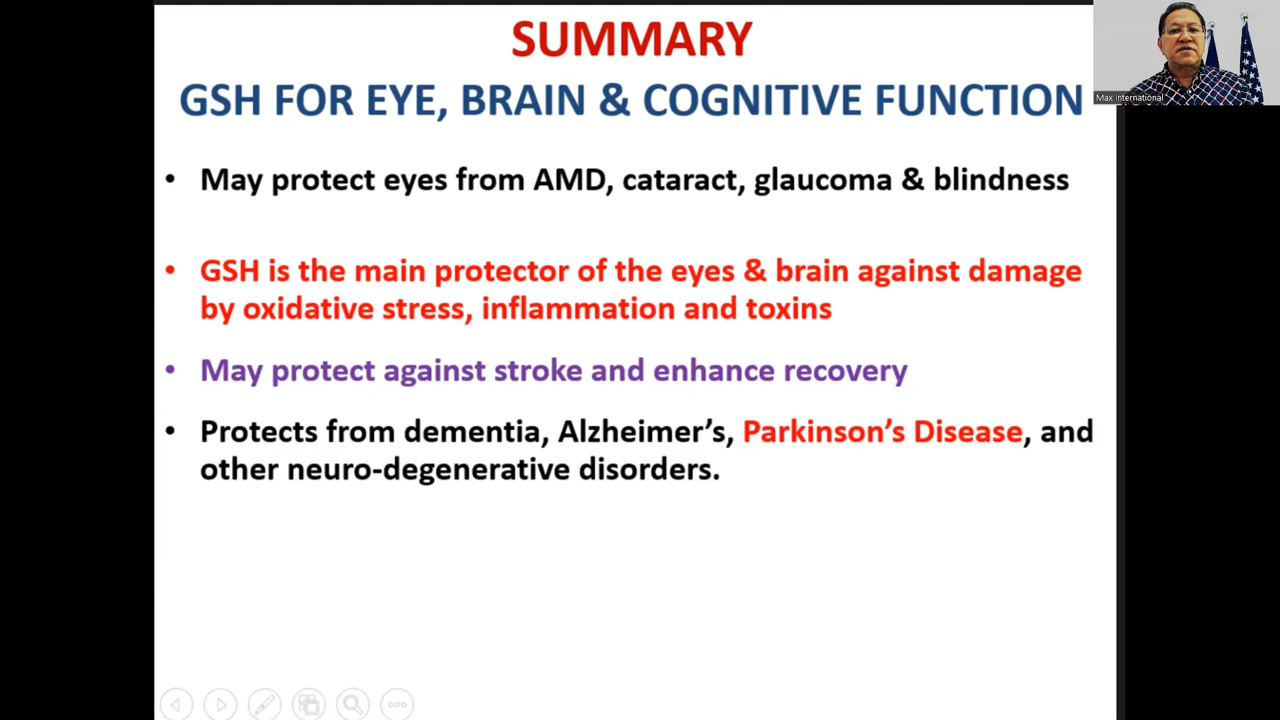 SUMMARY
GSH FOR EYE, BRAIN & COGNITIVE FUNCTION
• May protect eyes from AMD, cataract, glaucoma & blindness
• GSH is the main protector of the eyes & brain against damage
by oxidative stress, inflammation and toxins
• May protect against stroke and enhance recovery
• Protects from dementia, Alzheimer’s, Parkinson’s Disease, and
other neuro-degenerative disorders.
Max International